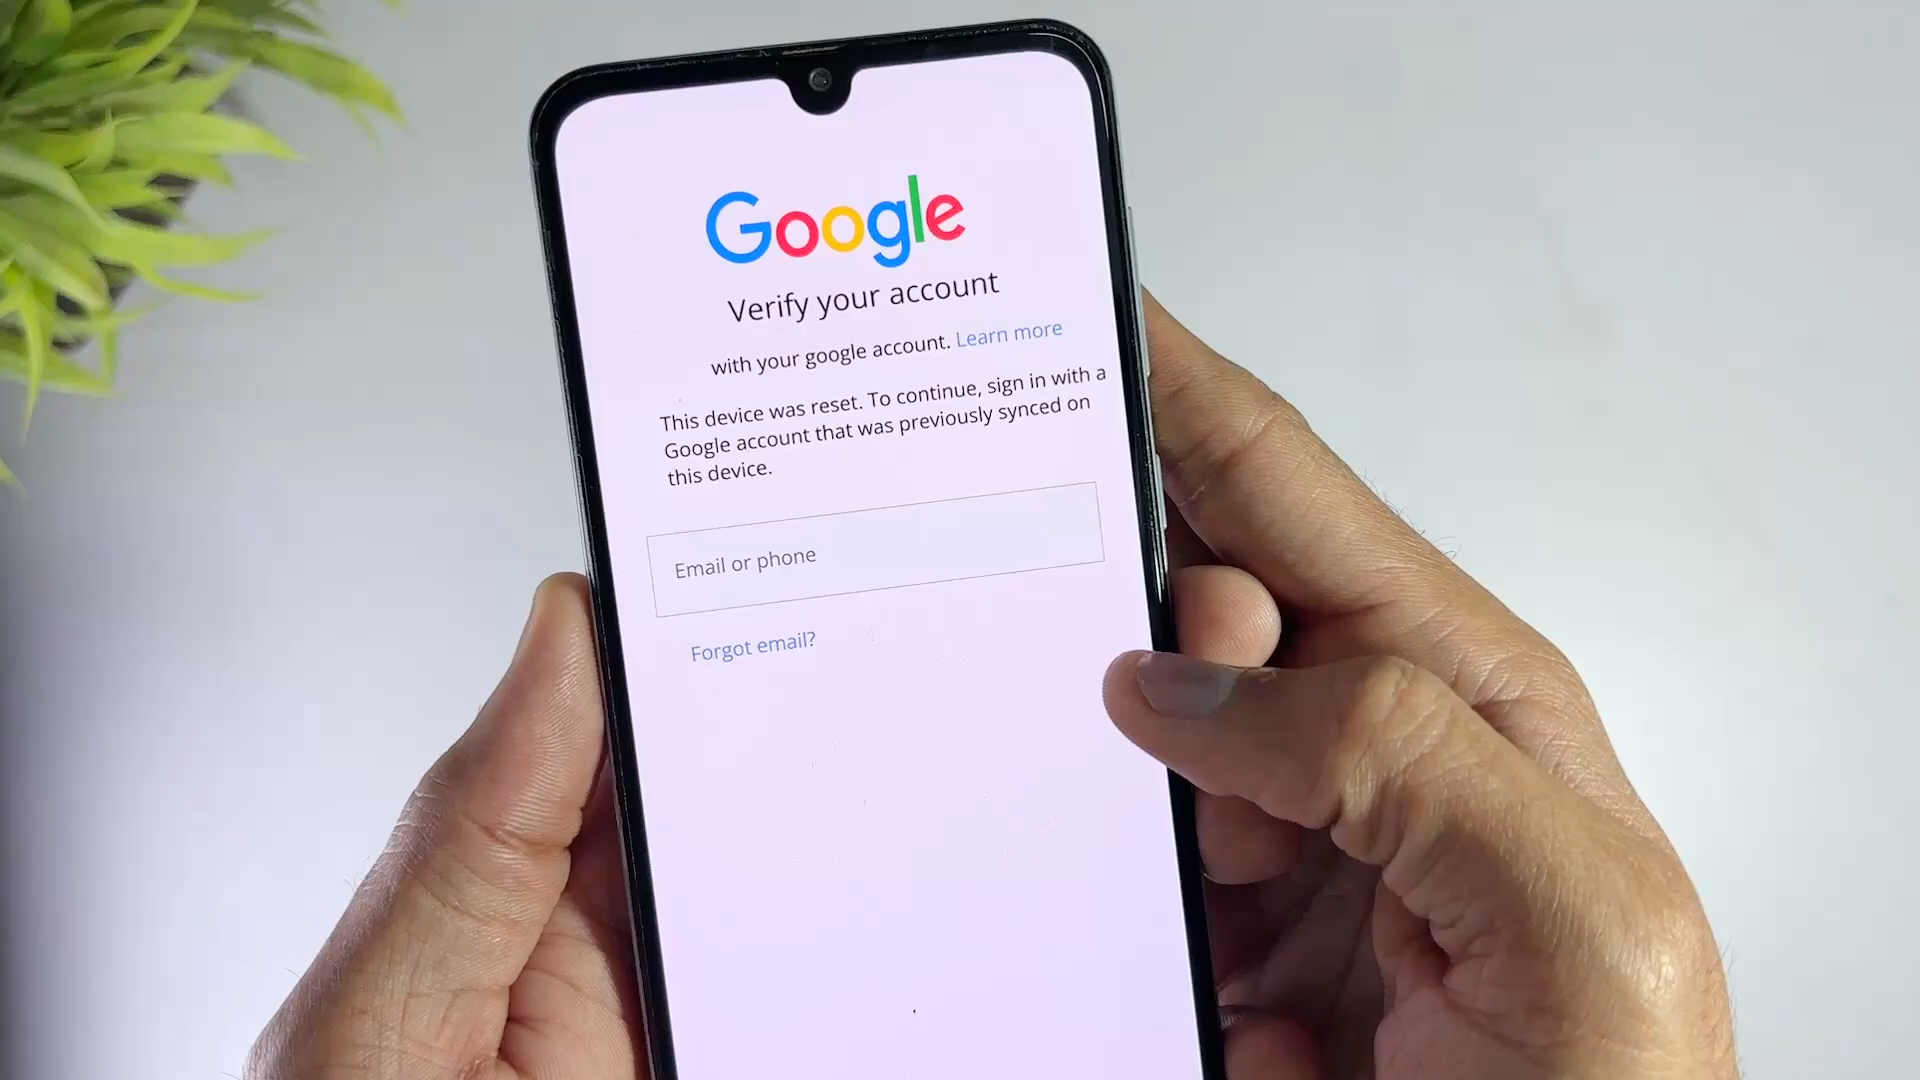 Google
Verify your account
with your google account. Learn more
This device was reset. To continue, sign in with a
Google account that was previously synced on
this device.
Email or phone
Forgot email?